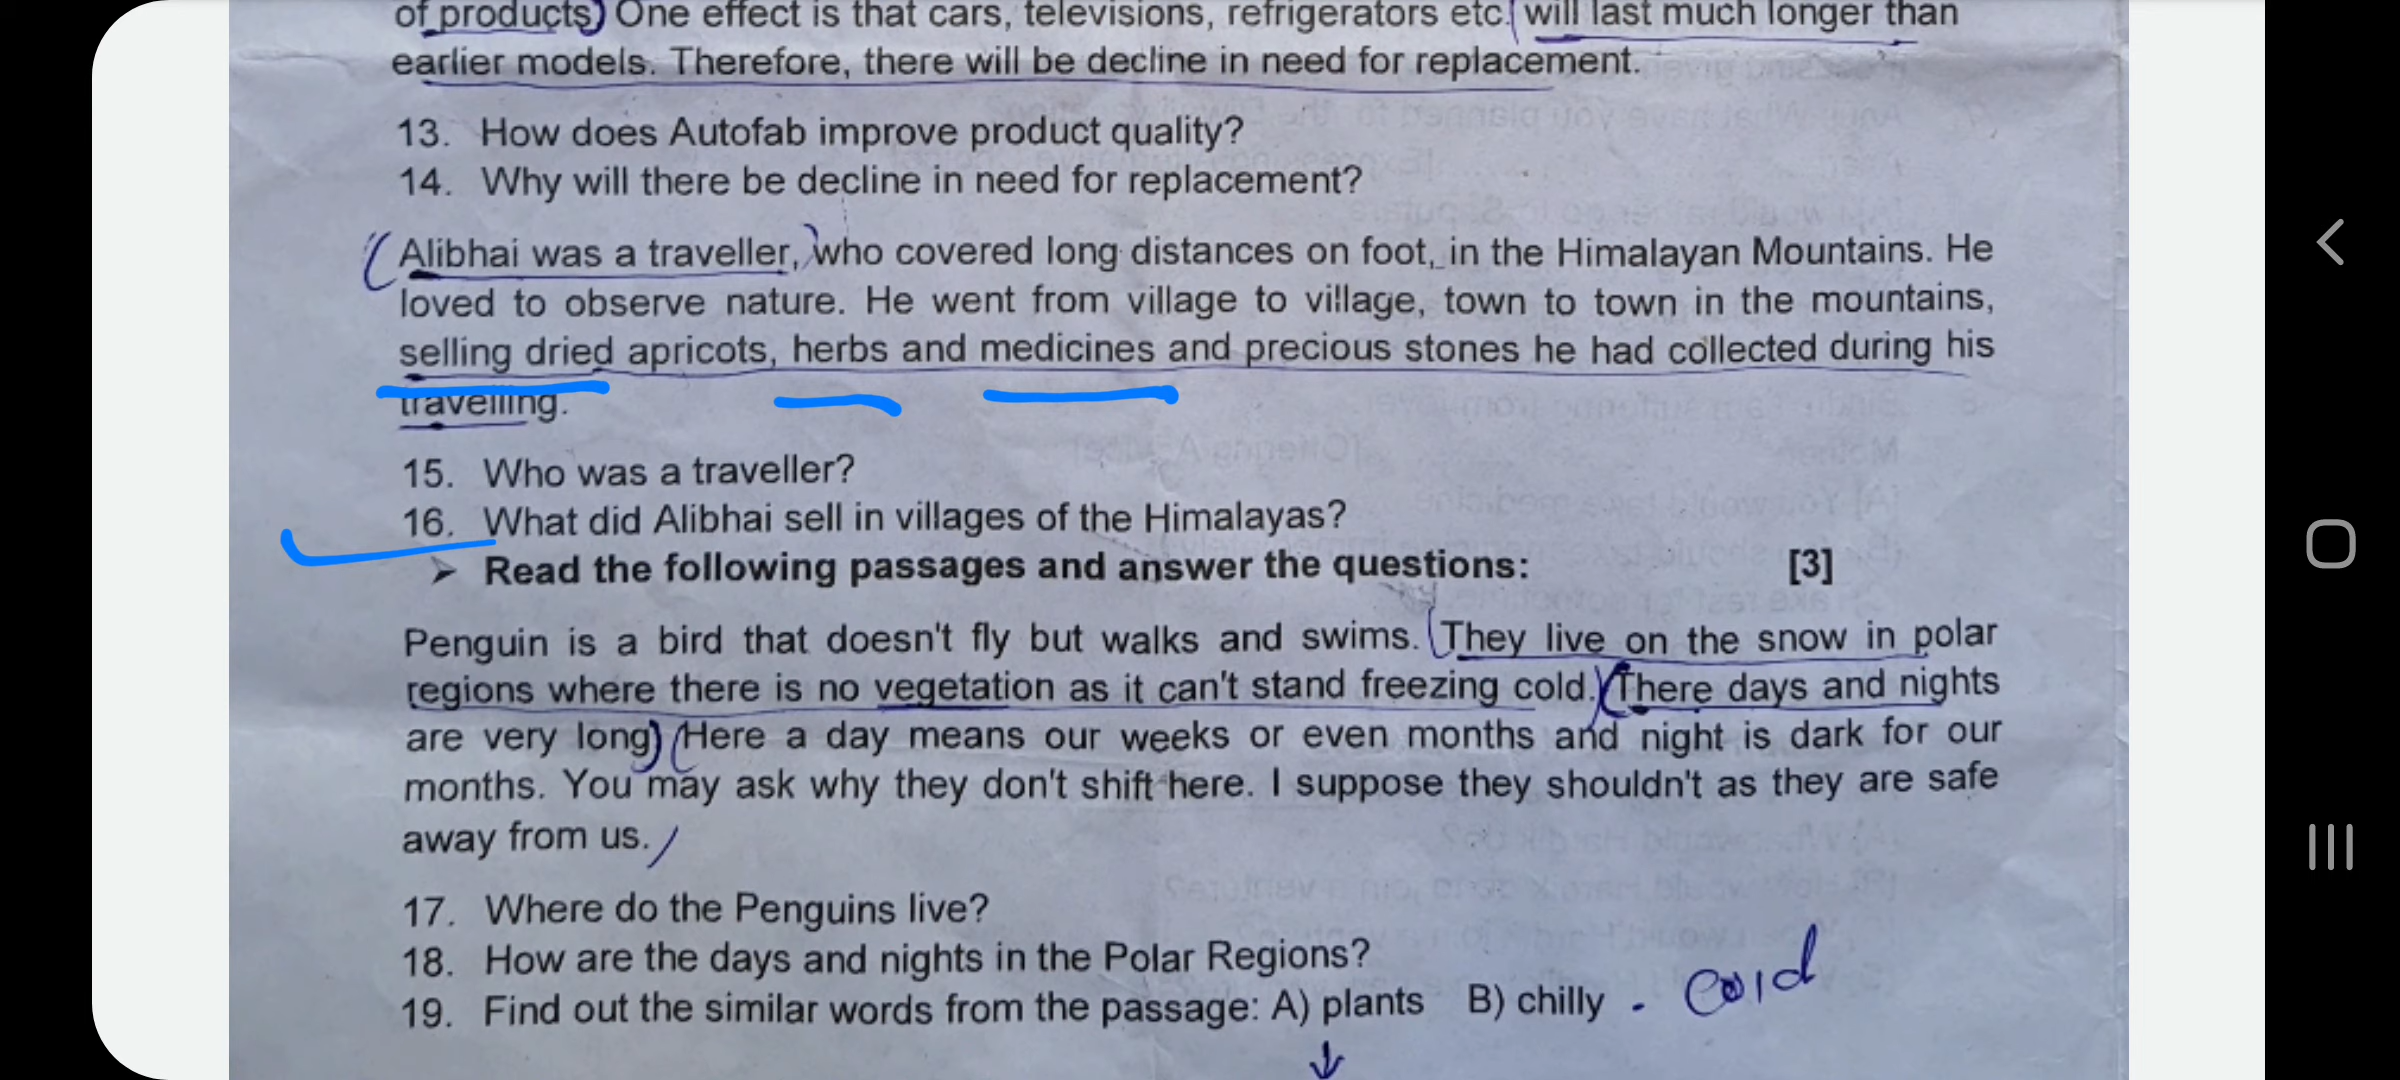 of products) One effect is that cars, televisions, refrigerators etc. will last much longer than
earlier models. Therefore, there will be decline in need for replacement.
13. How does Autofab improve product quality?
14. Why will there be decline in need for replacement?
Alibhai was a traveller, who covered long distances on foot, in the Himalayan Mountains. He
loved to observe nature. He went from village to village, town to town in the mountains,
selling dried apricots, herbs and medicines and precious stones he had collected during his
travelling.
15. Who was a traveller?
16. What did Alibhai sell in villages of the Himalayas?
➤ Read the following passages and answer the questions: [3]
Penguin is a bird that doesn't fly but walks and swims. They live on the snow in polar
regions where there is no vegetation as it can't stand freezing cold. There days and nights
are very long) Here a day means our weeks or even months and night is dark for our
months. You may ask why they don't shift here. I suppose they shouldn't as they are safe
away from us.
17. Where do the Penguins live?
18. How are the days and nights in the Polar Regions?
19. Find out the similar words from the passage: A) plants B) chilly - cold